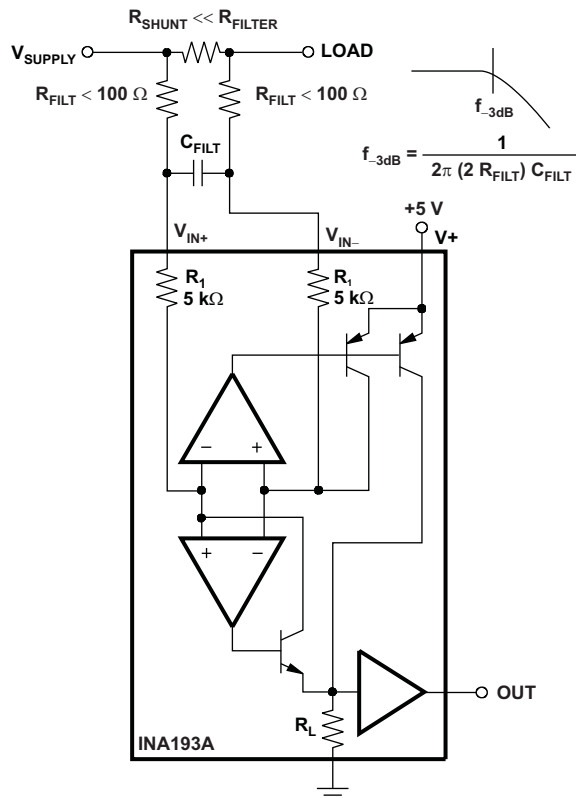 R_SHUNT << R_FILTER
V_SUPPLY
LOAD
R_FILT < 100 Ω
R_FILT < 100 Ω
C_FILT
f_–3dB
f_–3dB = 1 / 2π (2 R_FILT) C_FILT
+5 V
V+
V_IN+
V_IN–
R_1
5 kΩ
R_1
5 kΩ
– +
+ –
R_L
OUT
INA193A